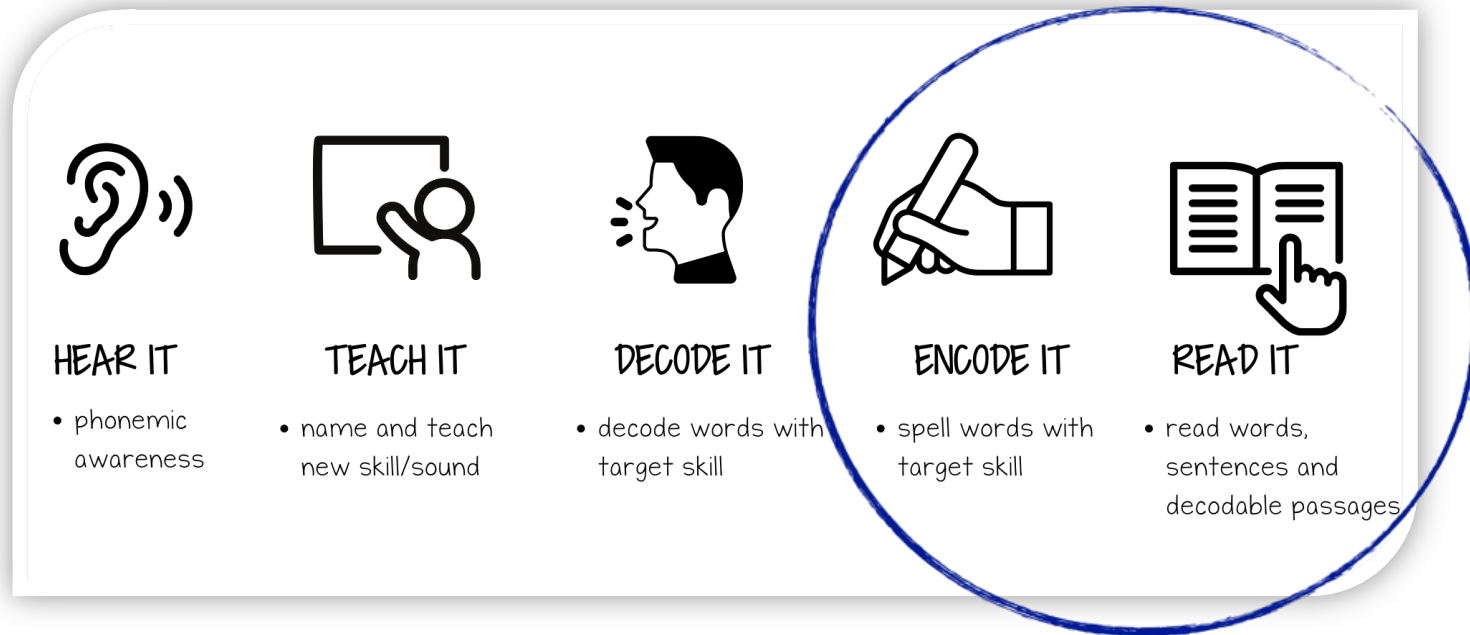 HEAR IT
• phonemic
awareness
TEACH IT
• name and teach
new skill/sound
DECODE IT
• decode words with
target skill
ENCODE IT
• spell words with
target skill
READ IT
• read words,
sentences and
decodable passages